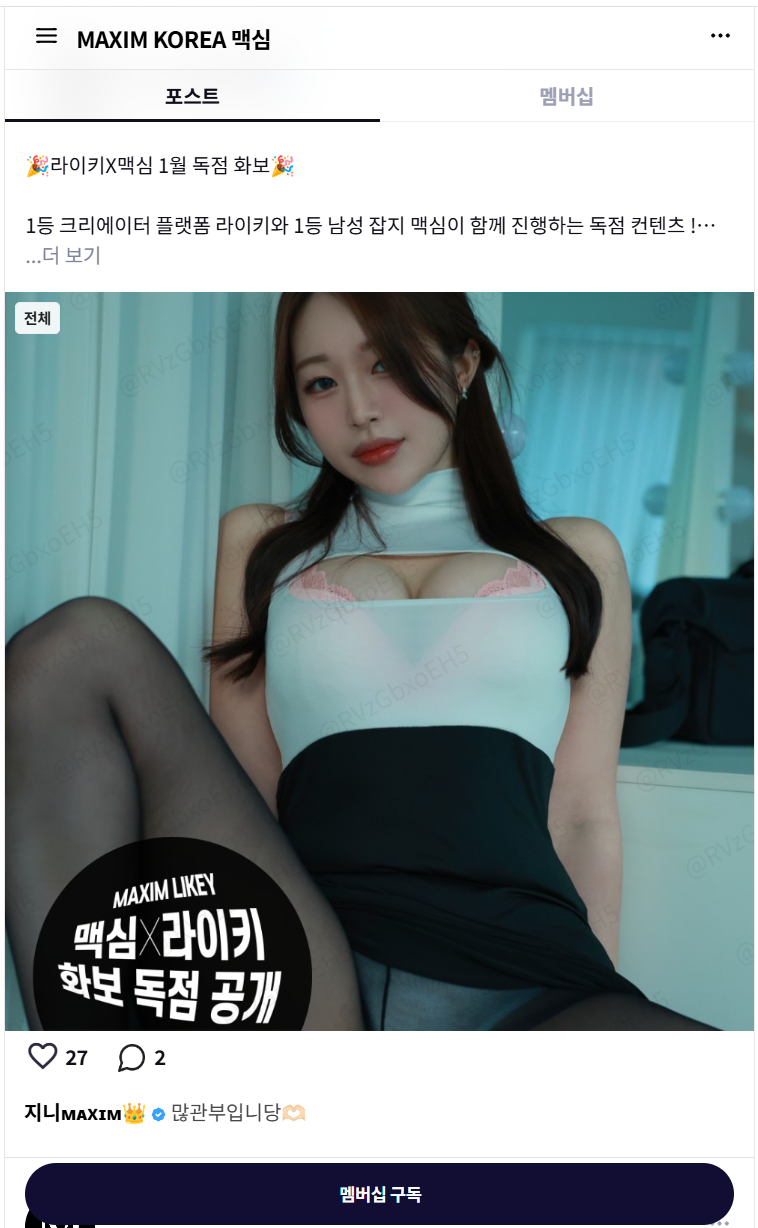 MAXIM KOREA 맥심
포스트
멤버십
🎉라이키X맥심 1월 독점 화보🎉
1등 크리에이터 플랫폼 라이키와 1등 남성 잡지 맥심이 함께 진행하는 독점 컨텐츠 !⋯
...더 보기
전체
@RVzGbxoEH5
MAXIM LIKEY
맥심X라이키
화보 독점 공개
27
2
지니ᴍᴀxɪᴍ👑 많관부입니당🫶🏻
멤버십 구독